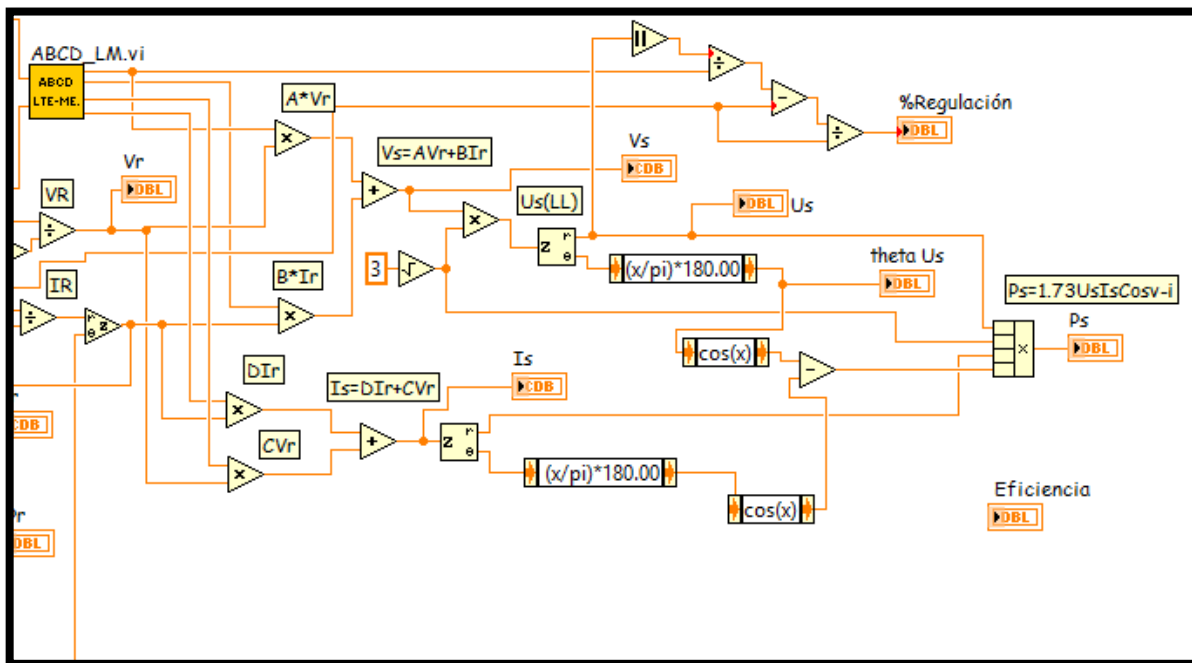 ABCD_LM.vi
ABCD
LTE-ME.
A*Vr
%Regulación
DBL
Vr
DBL
Vs=AVr+BIr
Vs
CDB
VR
Us(LL)
DBL
Us
z r
θ
3
(x/pi)*180.00
theta Us
DBL
IR
B*Ir
r
θ z
Ps=1.73UsIsCosv-i
Ps
DBL
cos(x)
DIr
Is=DIr+CVr
Is
CDB
CDB
CVr
z r
θ
(x/pi)*180.00
cos(x)
Eficiencia
DBL
DBL